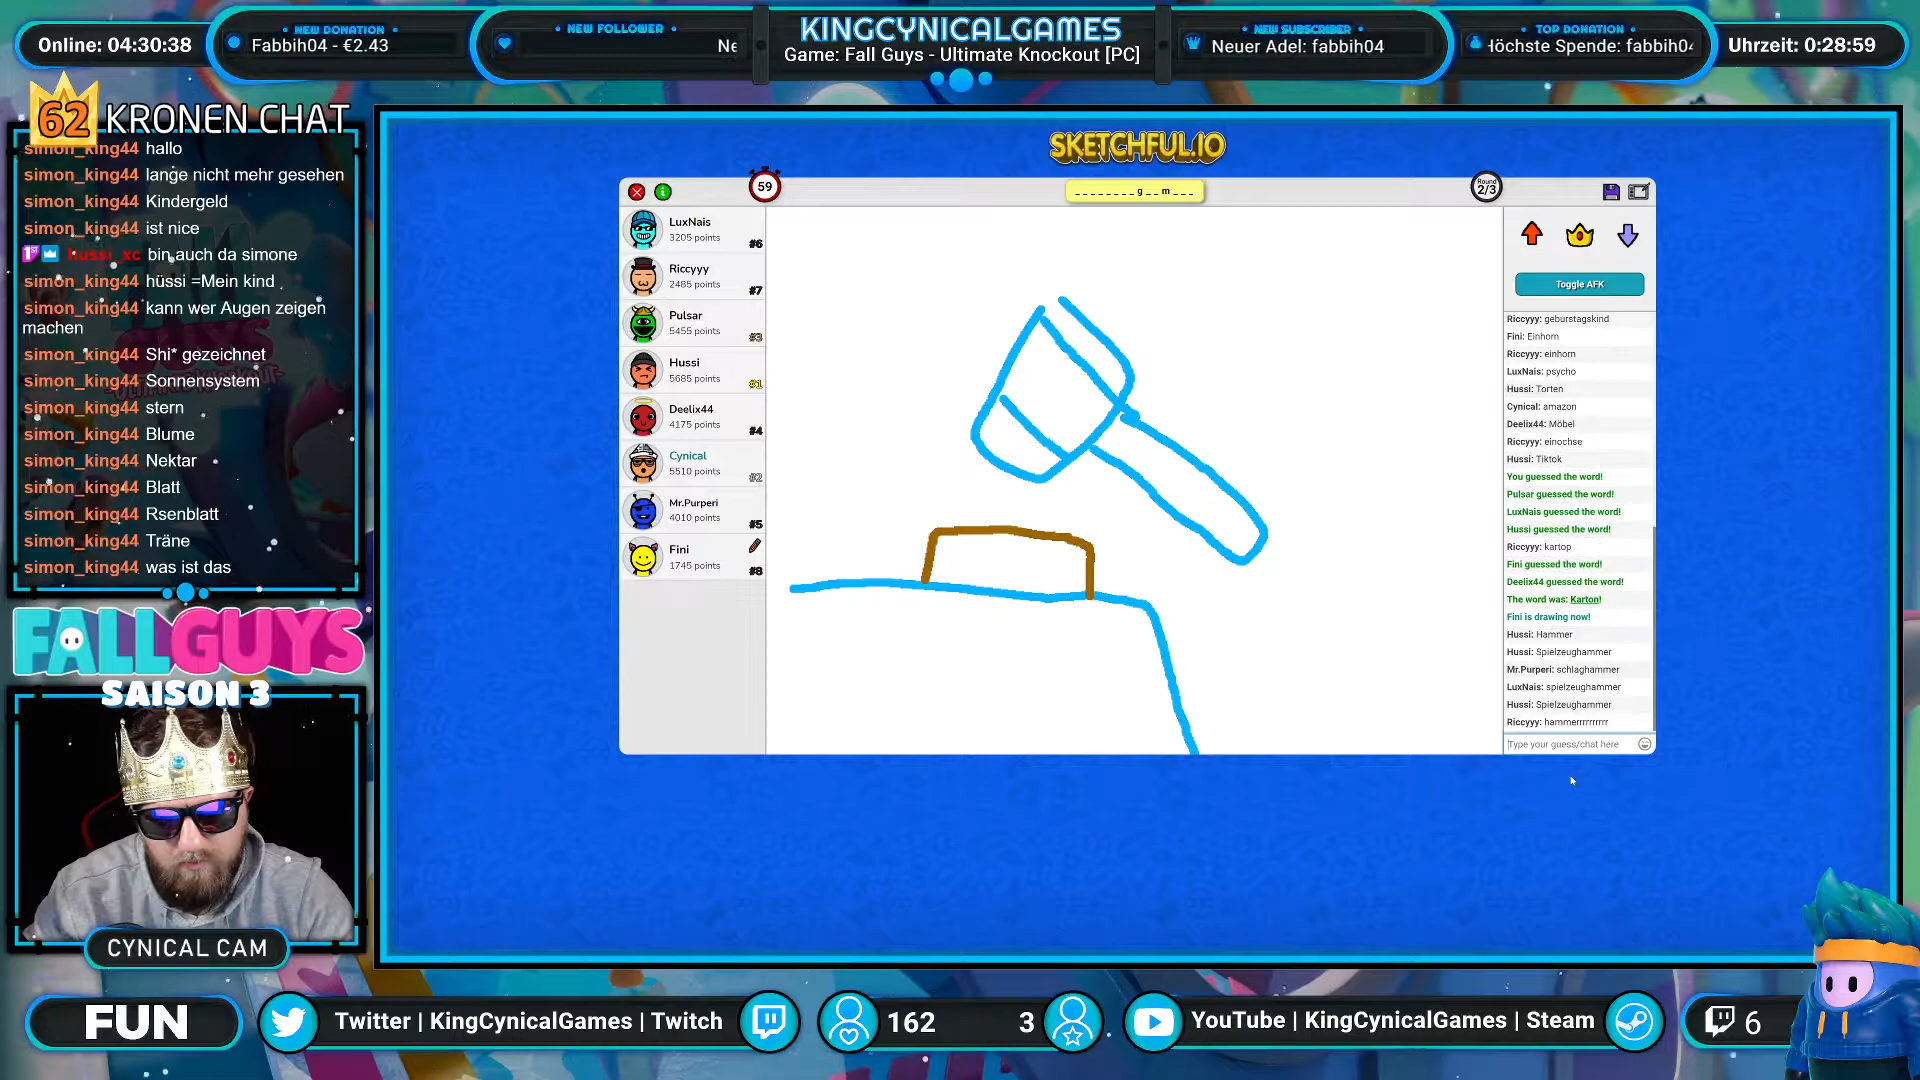 Online: 04:30:38
NEW DONATION
Fabbih04 - €2.43
NEW FOLLOWER
KINGCYNICALGAMES
Game: Fall Guys - Ultimate Knockout [PC]
NEW SUBSCRIBER
Neuer Adel: fabbih04
TOP DONATION
Höchste Spende: fabbih04
Uhrzeit: 0:28:59
62 KRONEN CHAT
simon_king44 hallo
simon_king44 lange nicht mehr gesehen
simon_king44 Kindergeld
simon_king44 ist nice
hussi_xc bin auch da simone
simon_king44 hüssi =Mein kind
simon_king44 kann wer Augen zeigen
machen
simon_king44 Shi* gezeichnet
simon_king44 Sonnensystem
simon_king44 stern
simon_king44 Blume
simon_king44 Nektar
simon_king44 Blatt
simon_king44 Rsenblatt
simon_king44 Träne
simon_king44 was ist das
FALL GUYS
SAISON 3
CYNICAL CAM
SKETCHFUL.IO
59
_ _ _ _ _ _ _ _ g _ _ m _ _ _
Round
2/3
LuxNais
3205 points
#6
Riccyyy
2485 points
#7
Pulsar
5455 points
#3
Hussi
5685 points
#1
Deelix44
4175 points
#4
Cynical
5510 points
#2
Mr.Purperi
4010 points
#5
Fini
1745 points
#8
Toggle AFK
Riccyyy: geburstagskind
Fini: Einhorn
Riccyyy: einhorn
LuxNais: psycho
Hussi: Torten
Cynical: amazon
Deelix44: Möbel
Riccyyy: einochse
Hussi: Tiktok
You guessed the word!
Pulsar guessed the word!
LuxNais guessed the word!
Hussi guessed the word!
Riccyyy: kartop
Fini guessed the word!
Deelix44 guessed the word!
The word was: Karton!
Fini is drawing now!
Hussi: Hammer
Hussi: Spielzeughammer
Mr.Purperi: schlaghammer
LuxNais: spielzeughammer
Hussi: Spielzeughammer
Riccyyy: hammerrrrrrrrr
Type your guess/chat here
FUN
Twitter | KingCynicalGames | Twitch
162
3
YouTube | KingCynicalGames | Steam
6